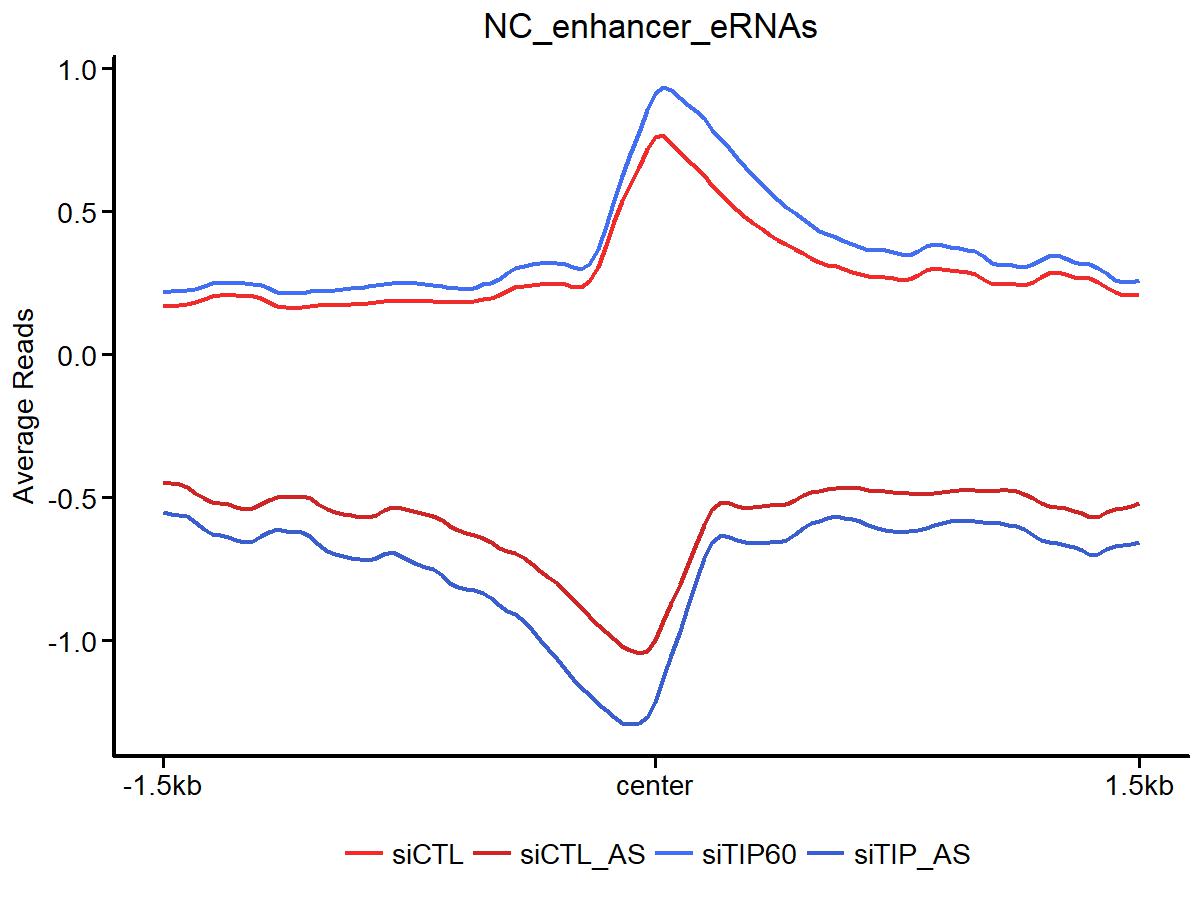 NC_enhancer_eRNAs
Average Reads
1.0
0.5
0.0
-0.5
-1.0
-1.5kb center 1.5kb
siCTL siCTL_AS siTIP60 siTIP_AS